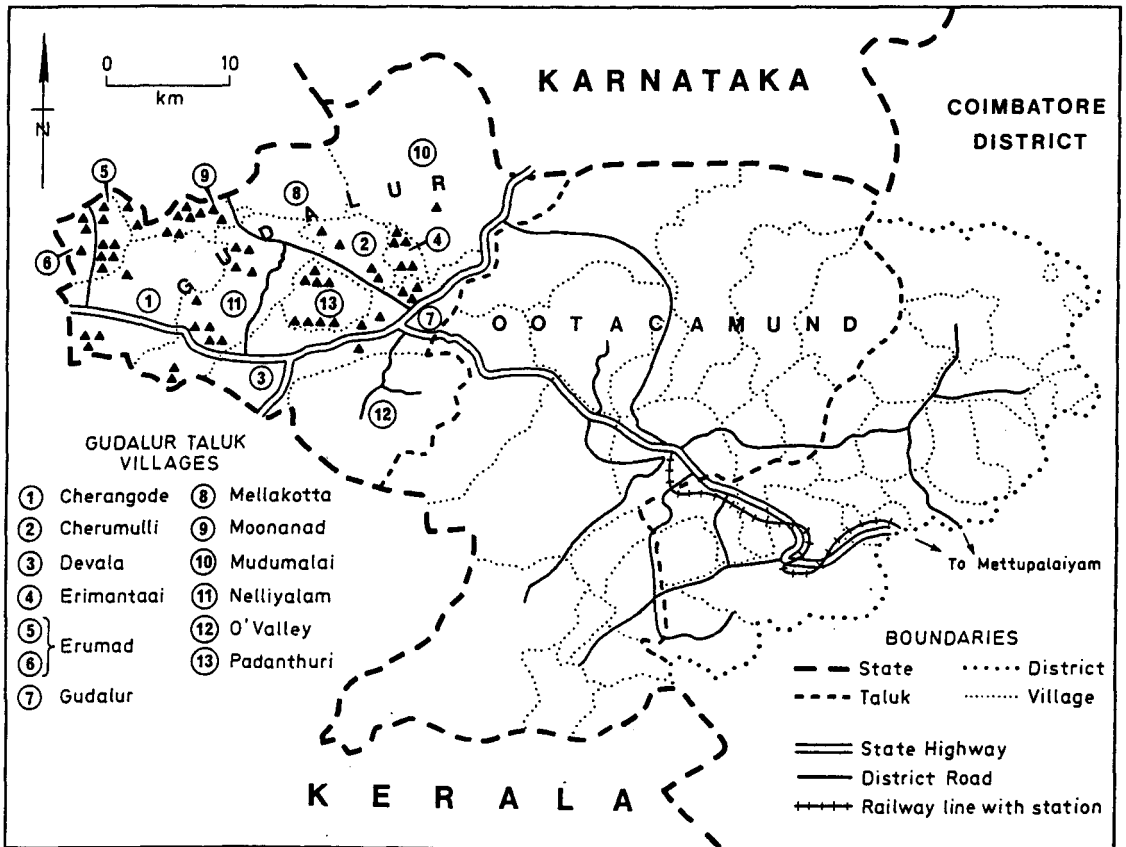 0 10
km
N
KARNATAKA
COIMBATORE
DISTRICT
GUDALUR
5
9
10
8
6
2
4
1
11
13
7
3
12
OOTACAMUND
GUDALUR TALUK
VILLAGES
1 Cherangode
2 Cherumulli
3 Devala
4 Erimantaai
5
6 Erumad
7 Gudalur
8 Mellakotta
9 Moonanad
10 Mudumalai
11 Nelliyalam
12 O'Valley
13 Padanthuri
To Mettupalaiyam
BOUNDARIES
State
District
Taluk
Village
State Highway
District Road
Railway line with station
KERALA